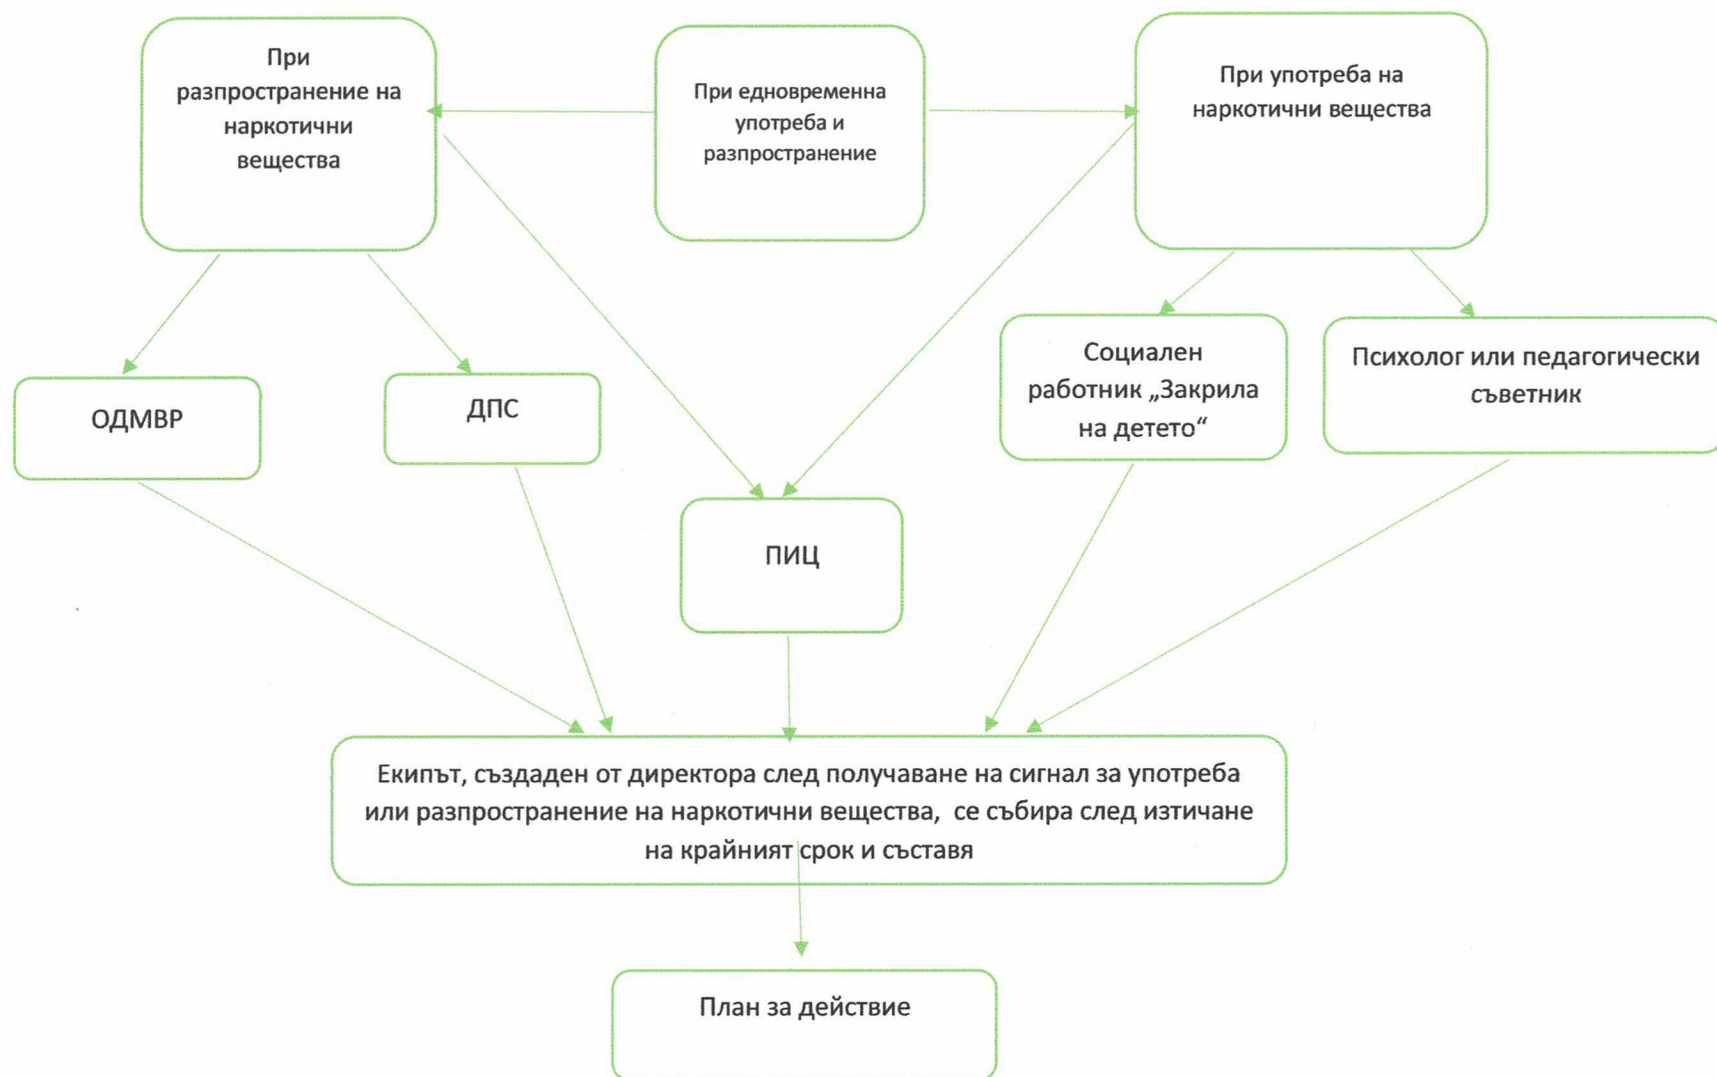 При
разпространение на
наркотични
вещества
При едновременна
употреба и
разпространение
При употреба на
наркотични вещества
ОДМВР
ДПС
Социален
работник „Закрила
на детето“
Психолог или педагогически
съветник
ПИЦ
Екипът, създаден от директора след получаване на сигнал за употреба
или разпространение на наркотични вещества, се събира след изтичане
на крайният срок и съставя
План за действие